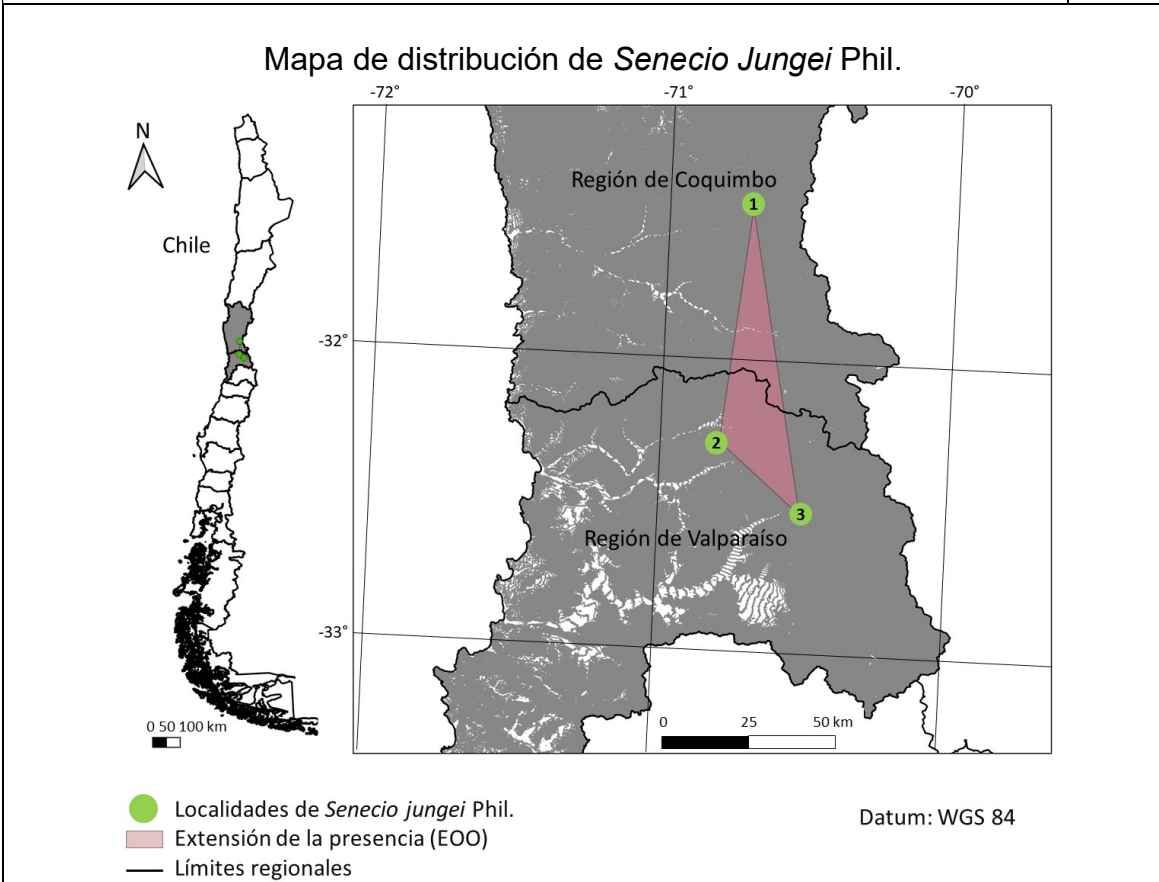 Mapa de distribución de Senecio Jungei Phil.
-72° -71° -70°
N
Región de Coquimbo
1
Chile
-32°
2
3
Región de Valparaíso
-33°
0 50 100 km
0 25 50 km
Localidades de Senecio jungei Phil.
Datum: WGS 84
Extensión de la presencia (EOO)
Límites regionales